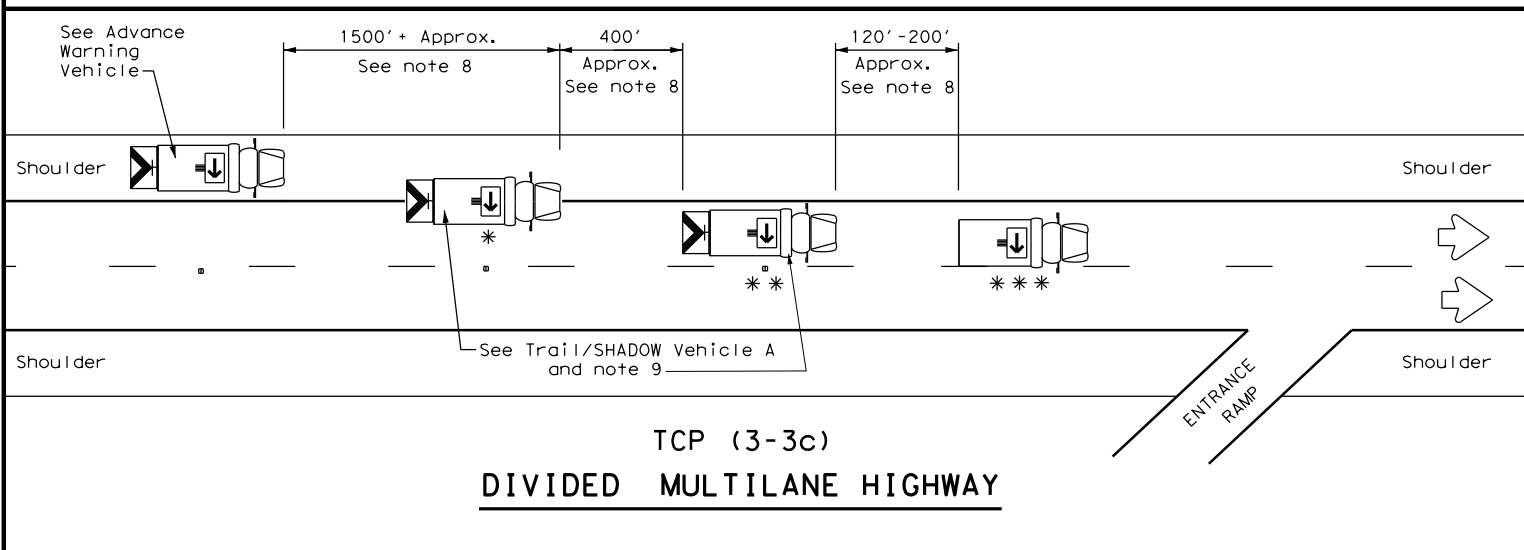 See Advance
Warning
Vehicle
1500'+ Approx.
See note 8
400'
Approx.
See note 8
120'-200'
Approx.
See note 8
Shoulder
Shoulder
*
* *
* * *
See Trail/SHADOW Vehicle A
and note 9
Shoulder
Shoulder
ENTRANCE
RAMP
TCP (3-3c)
DIVIDED MULTILANE HIGHWAY